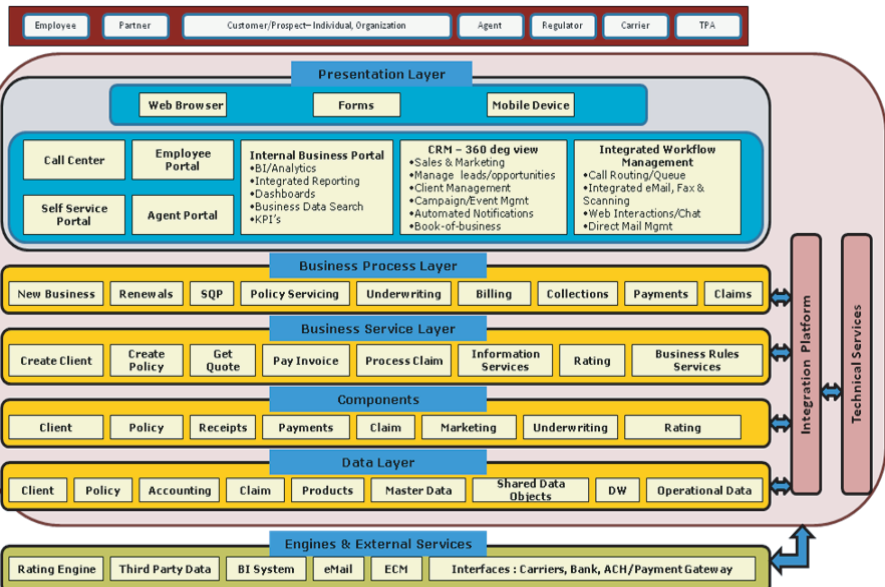 Employee
Partner
Customer/Prospect–Individual, Organization
Agent
Regulator
Carrier
TPA
Presentation Layer
Web Browser
Forms
Mobile Device
Call Center
Employee
Portal
Self Service
Portal
Agent Portal
Internal Business Portal
•BI/Analytics
•Integrated Reporting
•Dashboards
•Business Data Search
•KPI's
CRM – 360 deg view
•Sales & Marketing
•Manage leads/opportunities
•Client Management
•Campaign/Event Mgmt
•Automated Notifications
•Book-of-business
Integrated Workflow
Management
•Call Routing/Queue
•Integrated eMail, Fax &
Scanning
•Web Interactions/Chat
•Direct Mail Mgmt
Business Process Layer
New Business
Renewals
SQP
Policy Servicing
Underwriting
Billing
Collections
Payments
Claims
Business Service Layer
Create Client
Create
Policy
Get
Quote
Pay Invoice
Process Claim
Information
Services
Rating
Business Rules
Services
Components
Client
Policy
Receipts
Payments
Claim
Marketing
Underwriting
Rating
Data Layer
Client
Policy
Accounting
Claim
Products
Master Data
Shared Data
Objects
DW
Operational Data
Integration Platform
Technical Services
Engines & External Services
Rating Engine
Third Party Data
BI System
eMail
ECM
Interfaces : Carriers, Bank, ACH/Payment Gateway